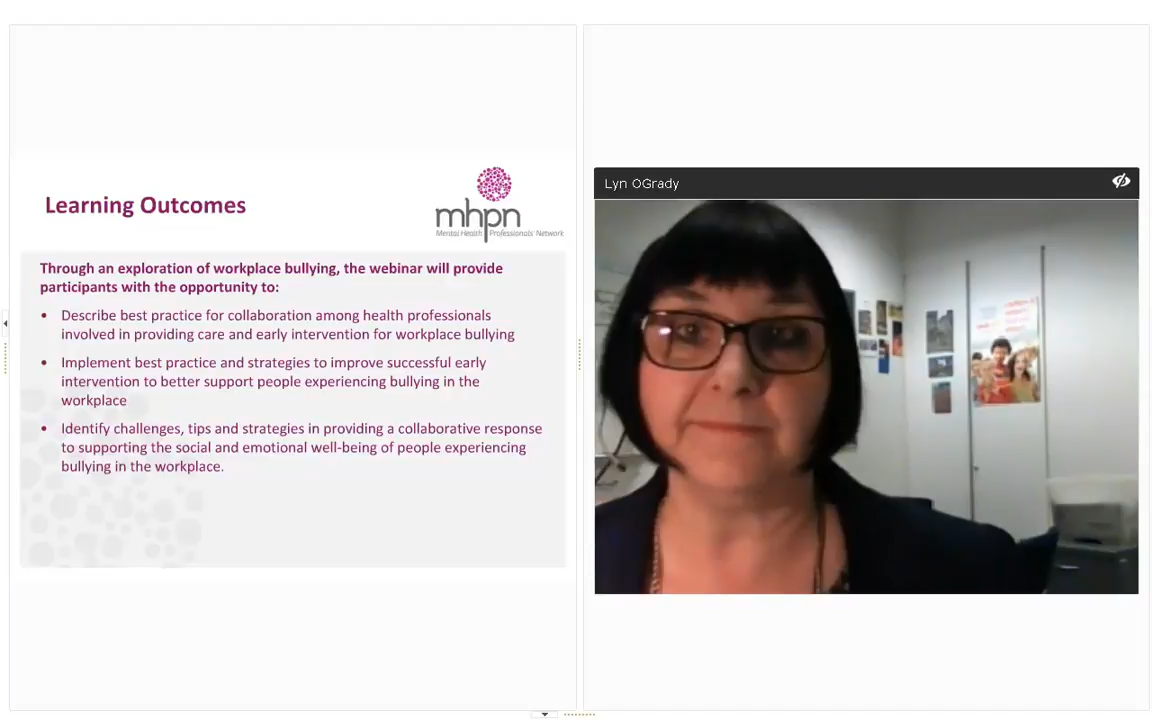 Learning Outcomes
mhpn
Mental Health Professionals' Network
Through an exploration of workplace bullying, the webinar will provide
participants with the opportunity to:
• Describe best practice for collaboration among health professionals
involved in providing care and early intervention for workplace bullying
• Implement best practice and strategies to improve successful early
intervention to better support people experiencing bullying in the
workplace
• Identify challenges, tips and strategies in providing a collaborative response
to supporting the social and emotional well-being of people experiencing
bullying in the workplace.
Lyn OGrady